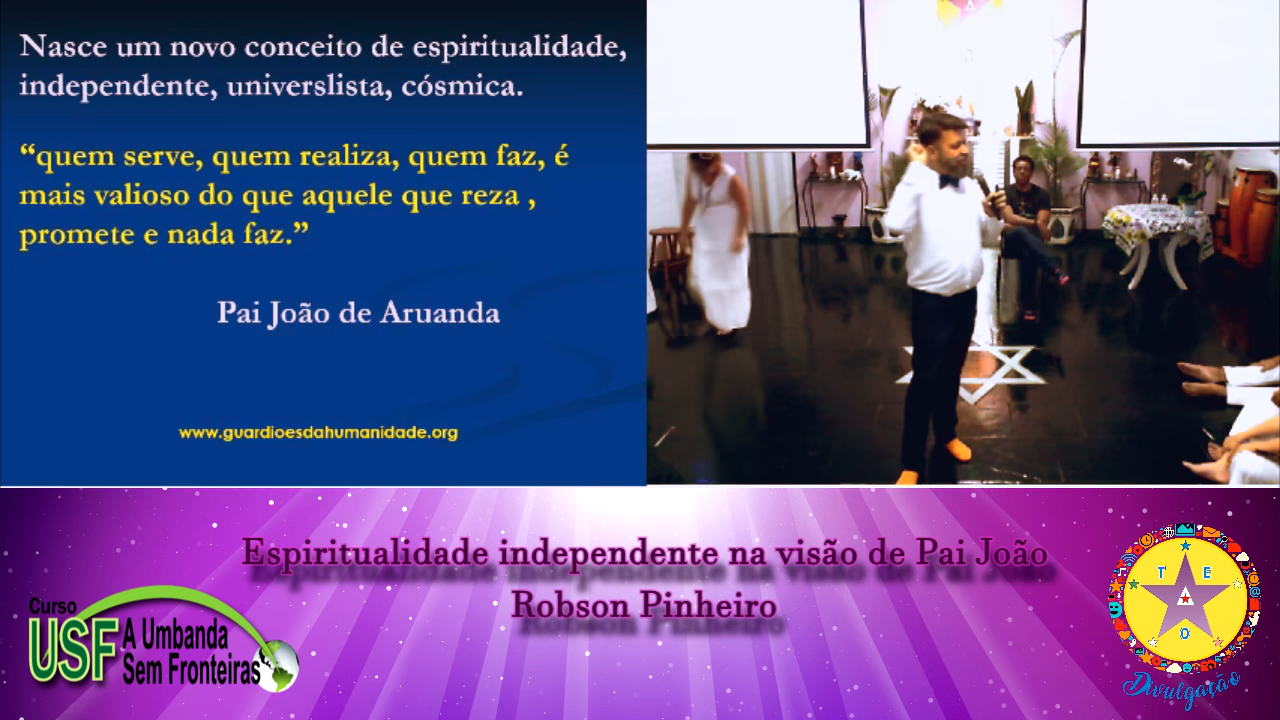 Nasce um novo conceito de espiritualidade,
independente, universlista, cósmica.
“quem serve, quem realiza, quem faz, é
mais valioso do que aquele que reza ,
promete e nada faz.”
Pai João de Aruanda
www.guardioesdahumanidade.org
Espiritualidade independente na visão de Pai João
Robson Pinheiro
Curso
USF A Umbanda
Sem Fronteiras
T E
A
O
Divulgação